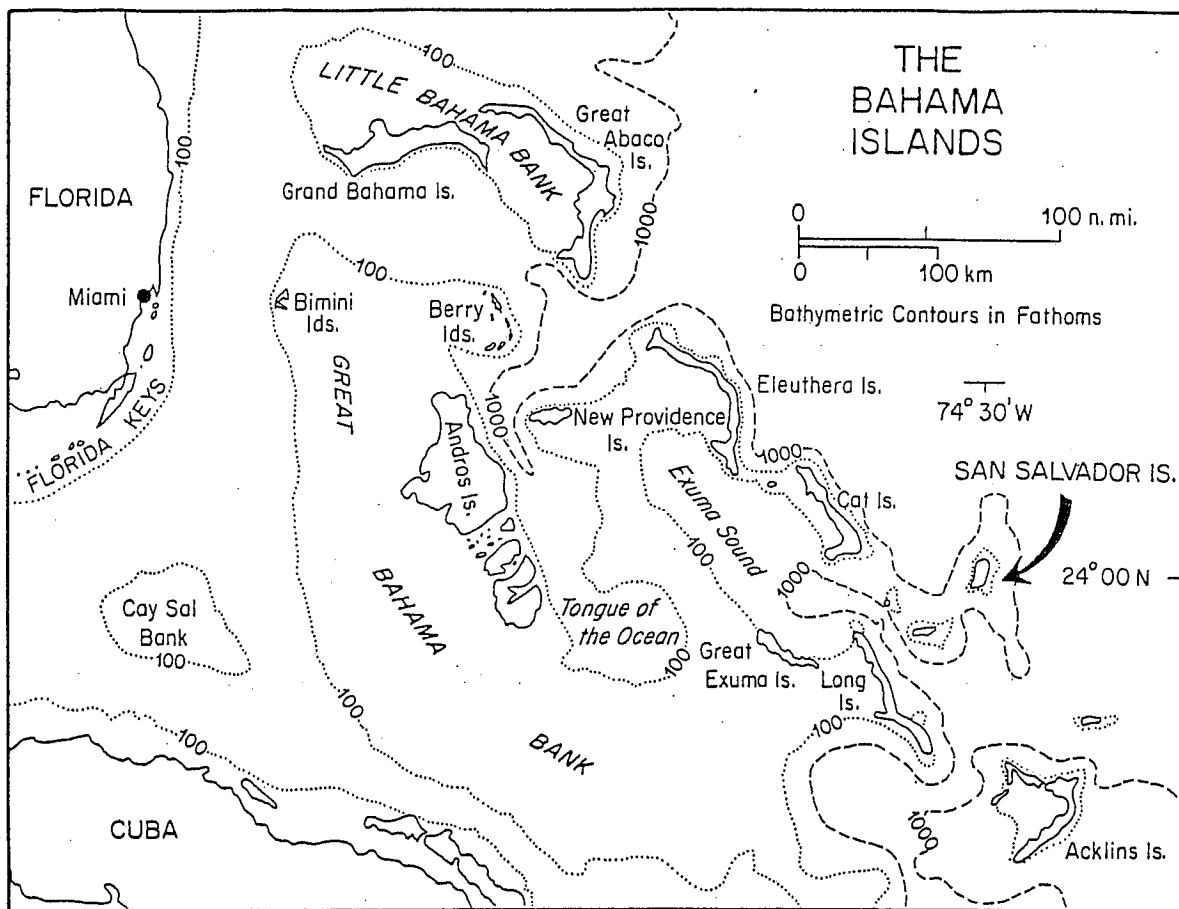 THE
BAHAMA
ISLANDS
0
100 n. mi.
0
100 km
Bathymetric Contours in Fathoms
74° 30' W
SAN SALVADOR IS.
24° 00 N
100
LITTLE BAHAMA BANK
Great
Abaco
Is.
Grand Bahama Is.
1000
100
FLORIDA
Miami
FLORIDA KEYS
100
Bimini
Ids.
Berry
Ids.
GREAT
BAHAMA
BANK
1000
Andros Is.
New Providence
Is.
Eleuthera Is.
1000
Cat Is.
Exuma Sound
100
1000
Tongue of
the Ocean
100
Great
Exuma Is.
Long
Is.
100
Cay Sal
Bank
100
100
100
CUBA
1000
Acklins Is.